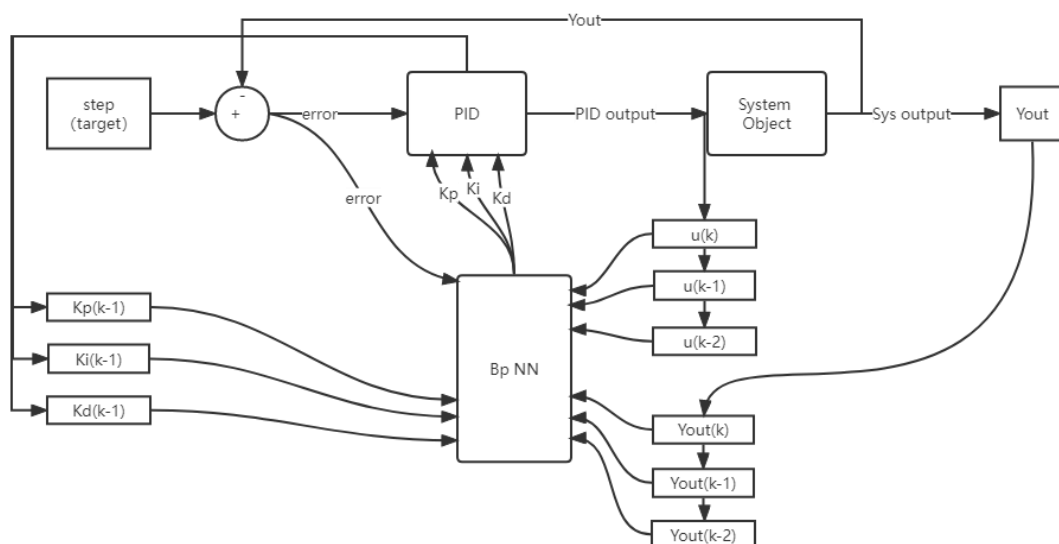 Yout
step
(target)
-
+
error
PID
PID output
System
Object
Sys output
Yout
error
Kp
Ki
Kd
u(k)
u(k-1)
u(k-2)
Kp(k-1)
Ki(k-1)
Kd(k-1)
Bp NN
Yout(k)
Yout(k-1)
Yout(k-2)